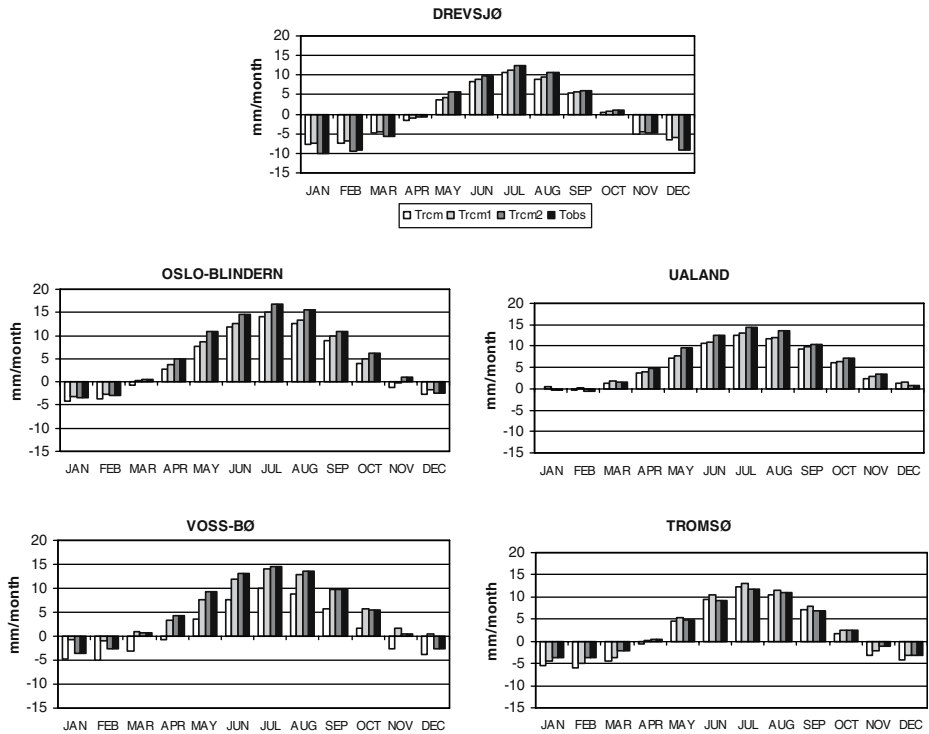 DREVSJØ
mm/month
20
15
10
5
0
-5
-10
-15
JAN FEB MAR APR MAY JUN JUL AUG SEP OCT NOV DEC
Trcm Trcm1 Trcm2 Tobs
OSLO-BLINDERN
mm/month
20
15
10
5
0
-5
-10
-15
JAN FEB MAR APR MAY JUN JUL AUG SEP OCT NOV DEC
UALAND
mm/month
20
15
10
5
0
-5
-10
-15
JAN FEB MAR APR MAY JUN JUL AUG SEP OCT NOV DEC
VOSS-BØ
mm/month
20
15
10
5
0
-5
-10
-15
JAN FEB MAR APR MAY JUN JUL AUG SEP OCT NOV DEC
TROMSØ
mm/month
20
15
10
5
0
-5
-10
-15
JAN FEB MAR APR MAY JUN JUL AUG SEP OCT NOV DEC